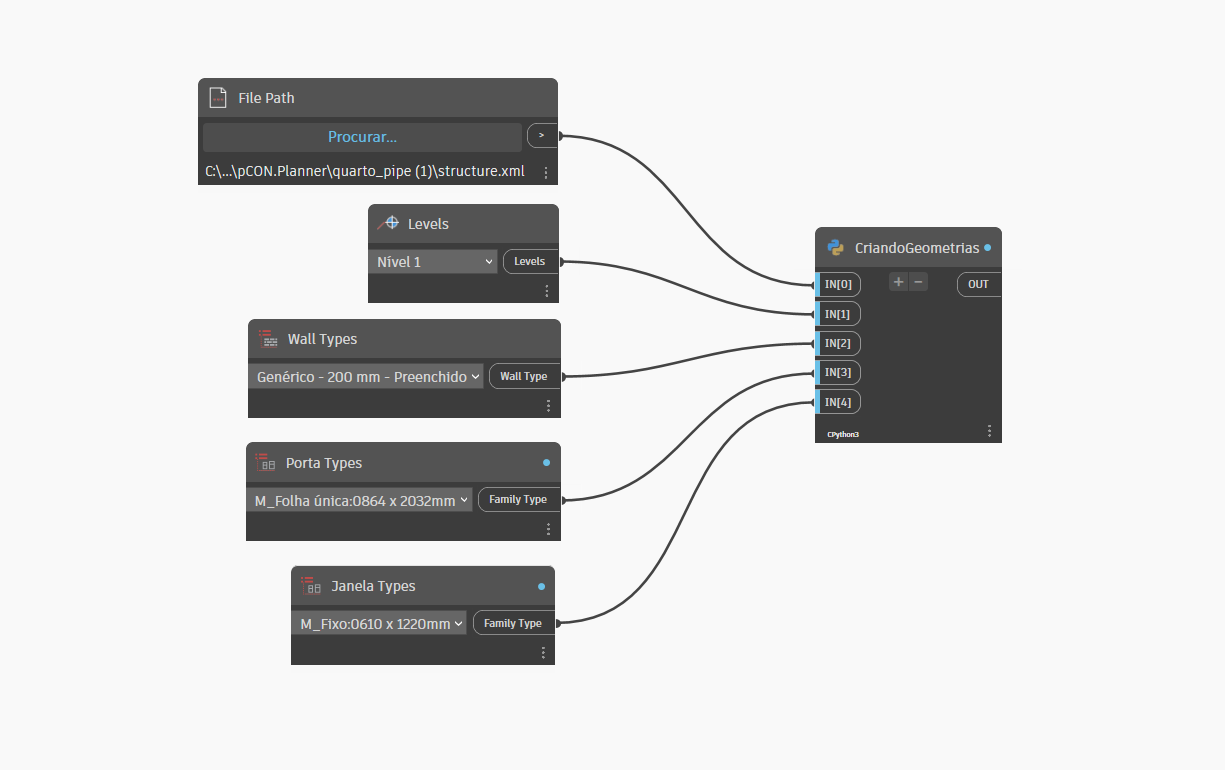 File Path
Procurar...
>
C:\...\pCON.Planner\quarto_pipe (1)\structure.xml
Levels
Nível 1
Levels
Wall Types
Genérico - 200 mm - Preenchido
Wall Type
Porta Types
M_Folha única:0864 x 2032mm
Family Type
Janela Types
M_Fixo:0610 x 1220mm
Family Type
CriandoGeometrias
IN[0]
+ −
OUT
IN[1]
IN[2]
IN[3]
IN[4]
CPython3